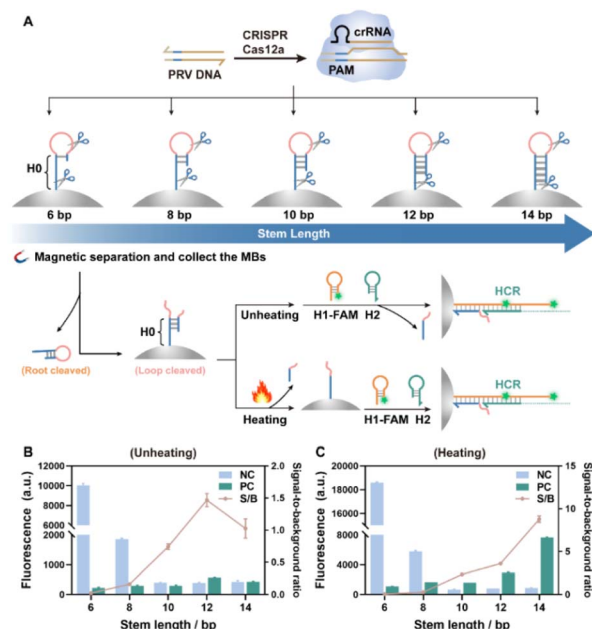 A
CRISPR
Cas12a
crRNA
PRV DNA
PAM
H0
6 bp
8 bp
10 bp
12 bp
14 bp
Stem Length
Magnetic separation and collect the MBs
H0
(Root cleaved)
(Loop cleaved)
Unheating
H1-FAM H2
HCR
Heating
H1-FAM H2
HCR
B
(Unheating)
Fluorescence (a.u.)
12000
10000
8000
6000
2000
1000
0
NC
PC
S/B
2.0
1.5
1.0
0.5
0.0
Signal-to-background ratio
6 8 10 12 14
Stem length / bp
C
(Heating)
Fluorescence (a.u.)
20000
18000
16000
14000
8000
4000
0
NC
PC
S/B
15
10
5
0
Signal-to-background ratio
6 8 10 12 14
Stem length / bp